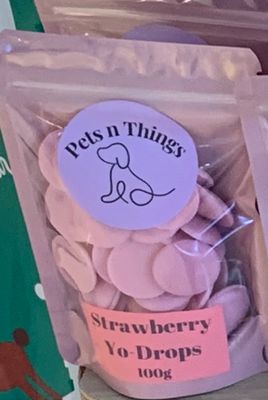 Pets n Things
Strawberry
Yo-Drops
100g